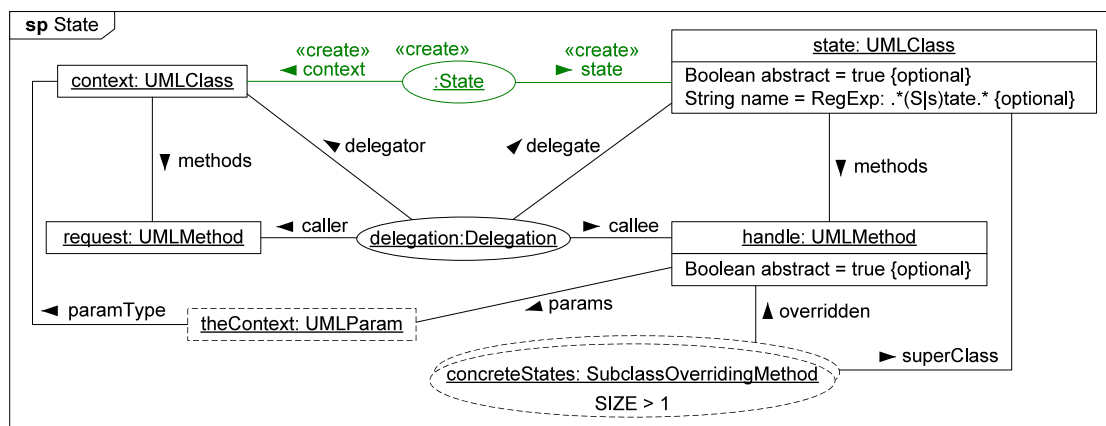 sp State
«create»
«create»
«create»
context
state
:State
context: UMLClass
state: UMLClass
Boolean abstract = true {optional}
String name = RegExp: .*(S|s)tate.* {optional}
delegator
delegate
methods
methods
request: UMLMethod
caller
delegation:Delegation
callee
handle: UMLMethod
Boolean abstract = true {optional}
paramType
theContext: UMLParam
params
overridden
superClass
concreteStates: SubclassOverridingMethod
SIZE > 1